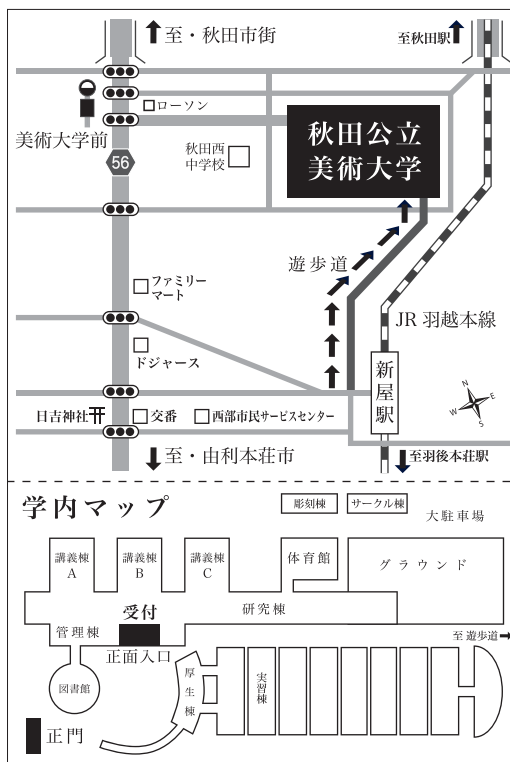 至・秋田市街
至秋田駅
ローソン
美術大学前
秋田西
中学校
56
秋田公立
美術大学
遊歩道
ファミリー
マート
JR 羽越本線
ドジャース
新屋駅
N
E
W
S
日吉神社
交番
西部市民サービスセンター
至・由利本荘市
至羽後本荘駅
学内マップ
彫刻棟
サークル棟
大駐車場
講義棟
A
講義棟
B
講義棟
C
体育館
グラウンド
受付
研究棟
管理棟
正面入口
至 遊歩道
図書館
厚生棟
実習棟
正門